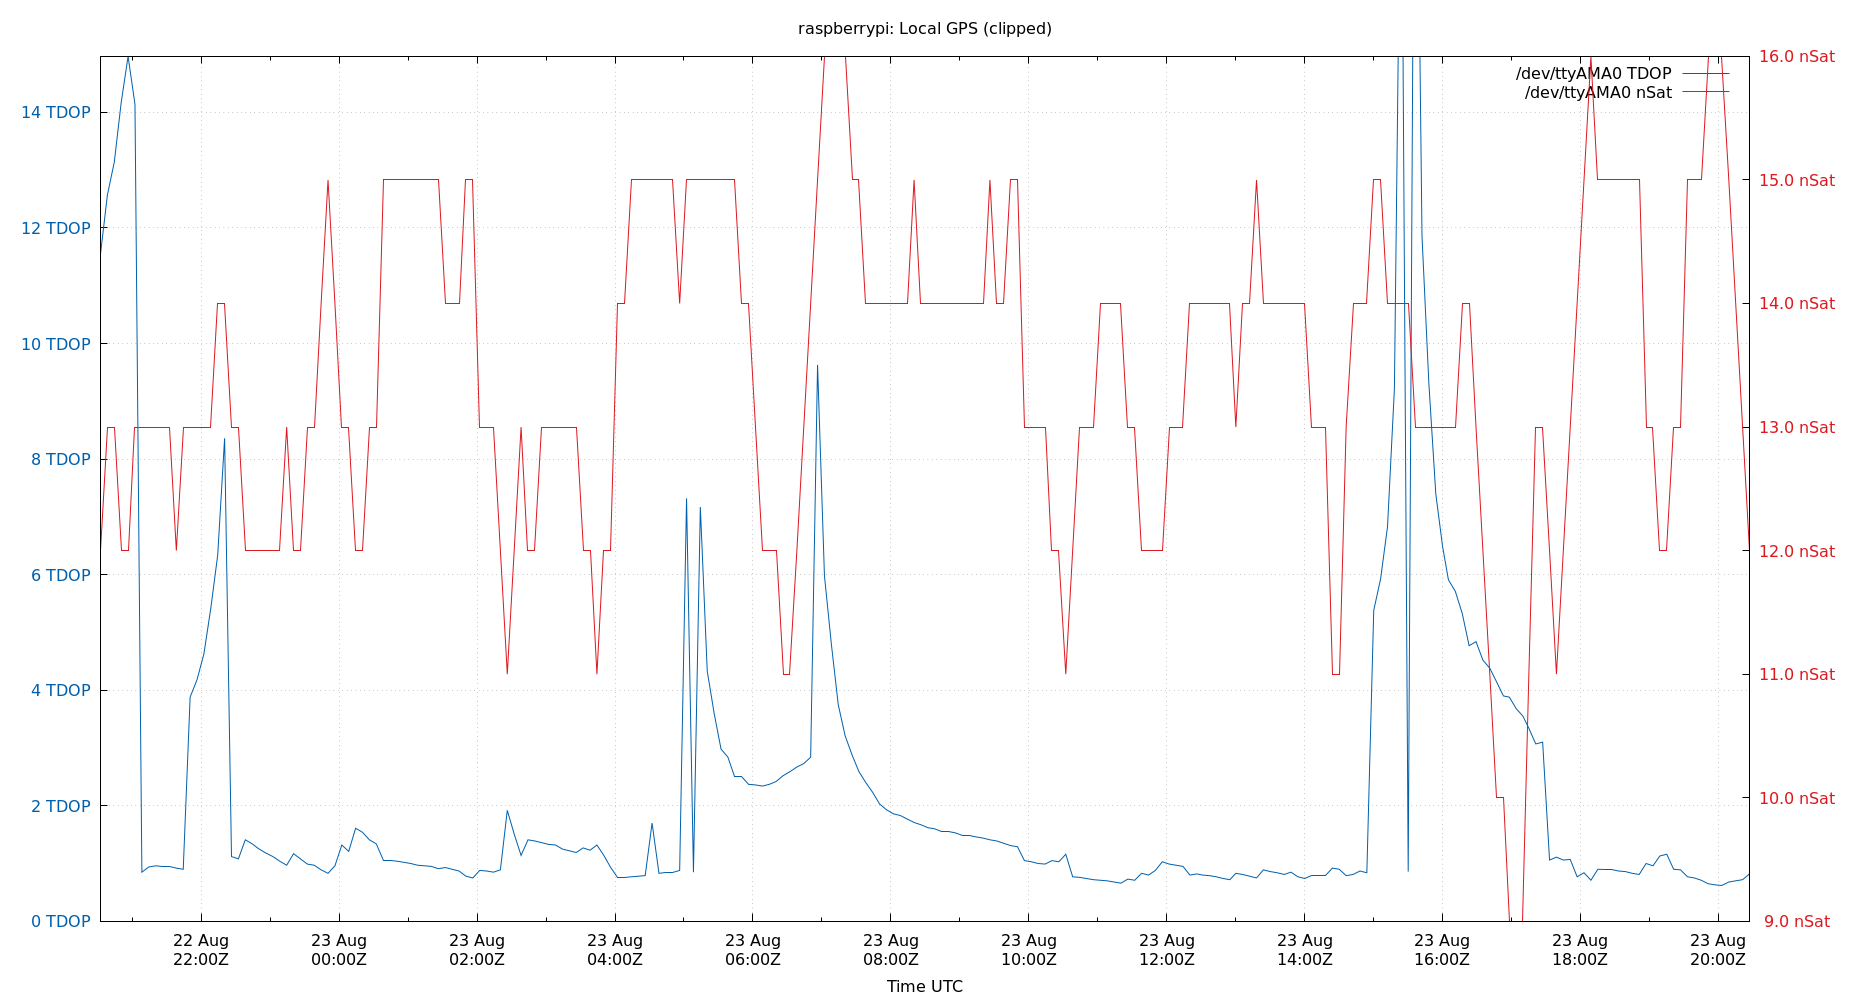 raspberrypi: Local GPS (clipped)
16.0 nSat
/dev/ttyAMA0 TDOP
/dev/ttyAMA0 nSat
14 TDOP
15.0 nSat
12 TDOP
14.0 nSat
10 TDOP
13.0 nSat
8 TDOP
12.0 nSat
6 TDOP
11.0 nSat
4 TDOP
10.0 nSat
2 TDOP
0 TDOP
9.0 nSat
22 Aug 23 Aug 23 Aug 23 Aug 23 Aug 23 Aug 23 Aug 23 Aug 23 Aug 23 Aug 23 Aug 23 Aug
22:00Z 00:00Z 02:00Z 04:00Z 06:00Z 08:00Z 10:00Z 12:00Z 14:00Z 16:00Z 18:00Z 20:00Z
Time UTC